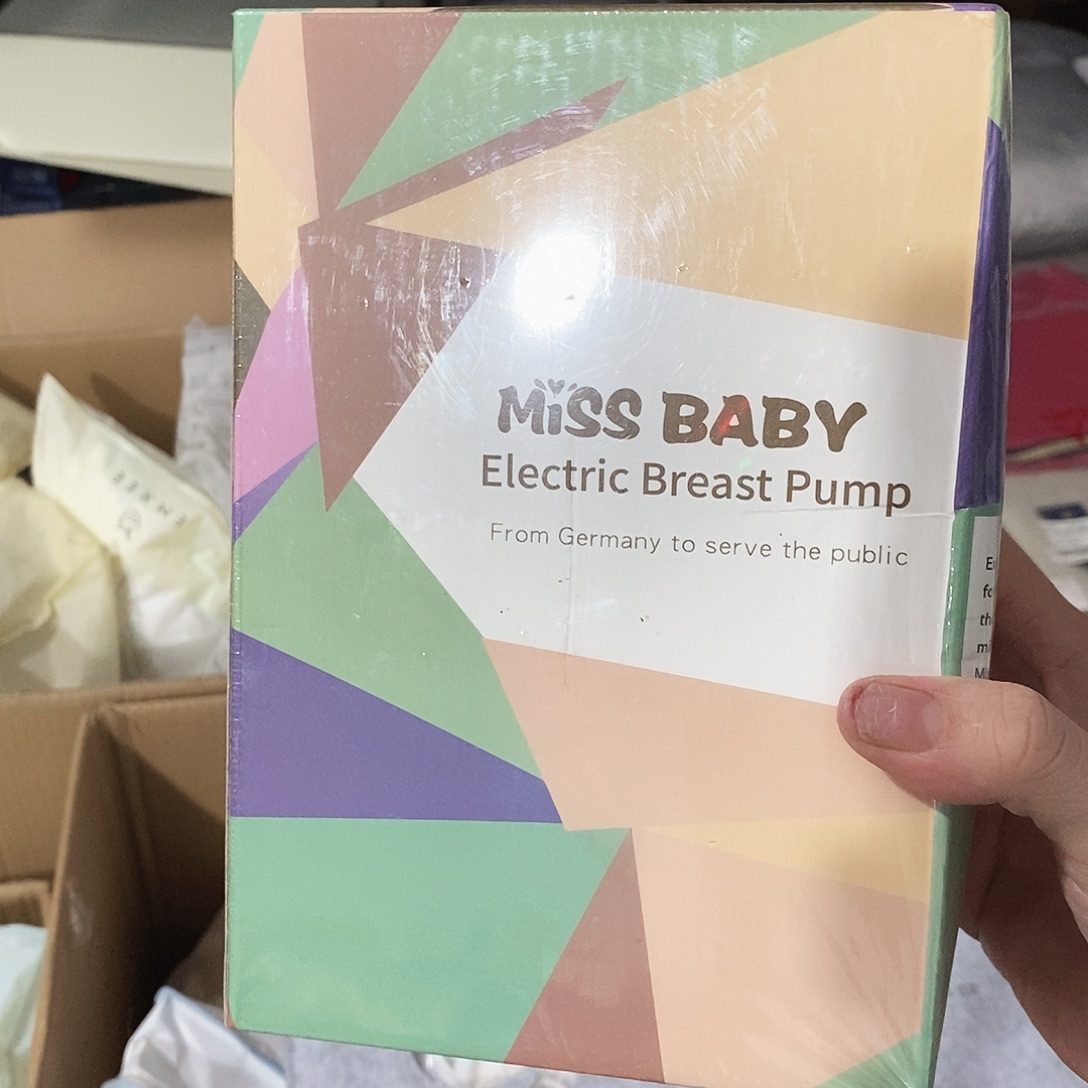 MiSS BABY
Electric Breast Pump
From Germany to serve the public